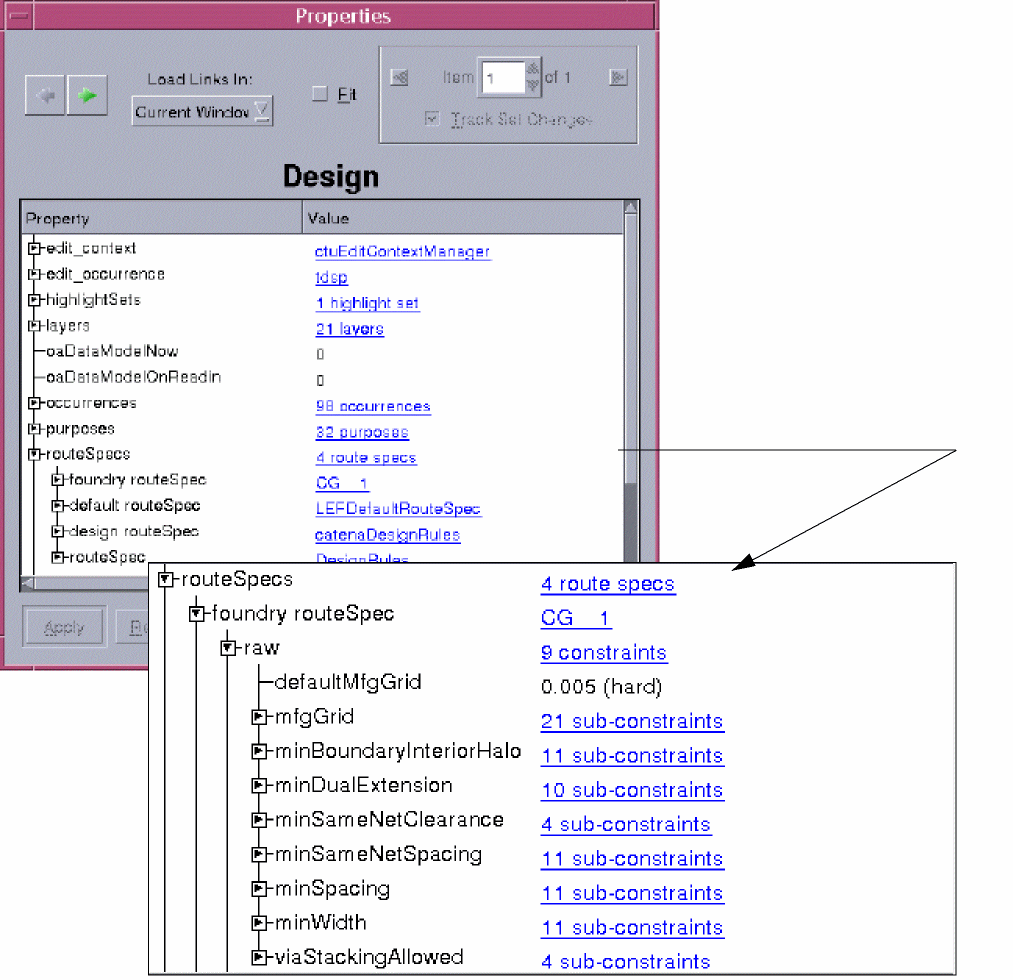 Properties
Load Links In:
Current Window
Fit
Item 1 of 1
Track Set Changes
Design
Property Value
edit_context ctuEditContextManager
edit_occurrence tdsp
highlightSets 1 highlight set
layers 21 layers
oaDataModelNow 0
oaDataModelOnReadIn 0
occurrences 98 occurrences
purposes 32 purposes
routeSpecs 4 route specs
foundry routeSpec CG__1
default routeSpec LEFDefaultRouteSpec
design routeSpec catenaDesignRules
routeSpec DesignRules
Apply
routeSpecs 4 route specs
foundry routeSpec CG__1
raw 9 constraints
defaultMfgGrid 0.005 (hard)
mfgGrid 21 sub-constraints
minBoundaryInteriorHalo 11 sub-constraints
minDualExtension 10 sub-constraints
minSameNetClearance 4 sub-constraints
minSameNetSpacing 11 sub-constraints
minSpacing 11 sub-constraints
minWidth 11 sub-constraints
viaStackingAllowed 4 sub-constraints